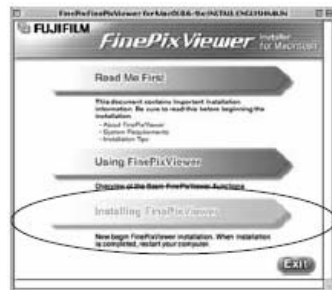 FUJIFILM
FinePixViewer Installer
for Macintosh
Read Me First
This document contains important installation
information. Be sure to read this before beginning the
installation.
- About FinePixViewer
- System Requirements
- Installation Tips
Using FinePixViewer
Overview of the Basic FinePixViewer functions
Installing FinePixViewer
Now begin FinePixViewer installation. When installation
is completed, restart your computer.
Exit